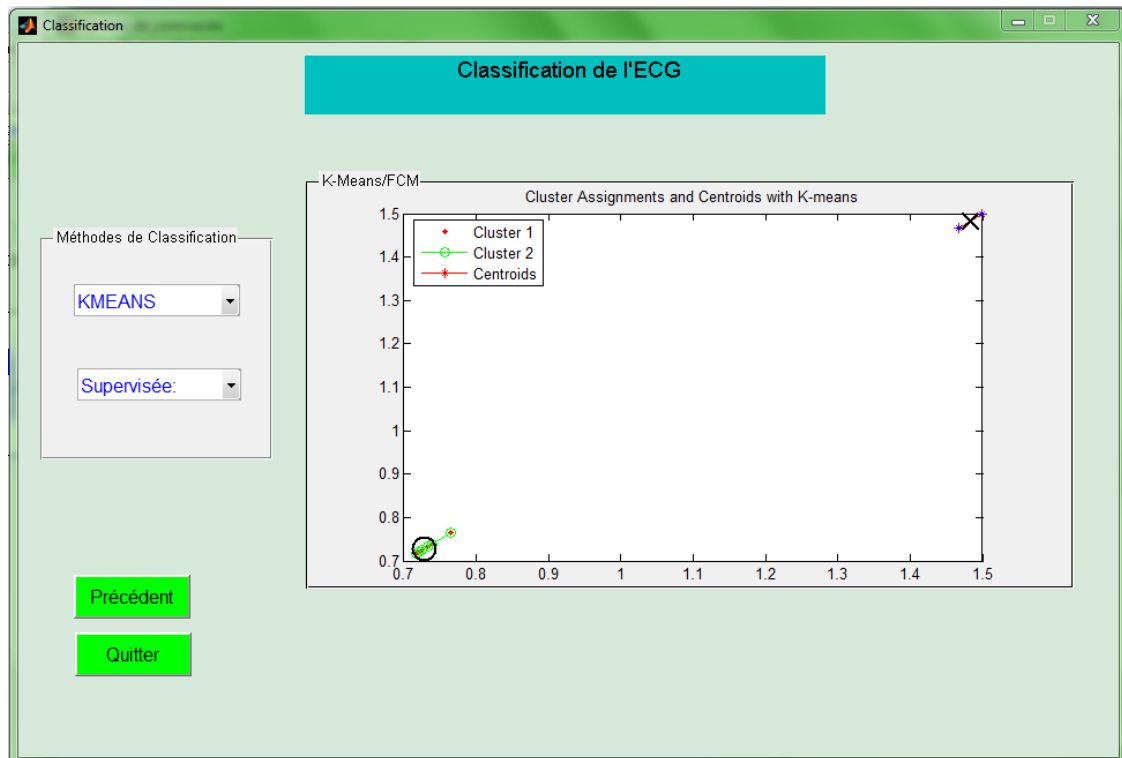 Classification
Classification de l'ECG
K-Means/FCM
Cluster Assignments and Centroids with K-means
1.5
1.4
1.3
1.2
1.1
1
0.9
0.8
0.7
0.7
0.8
0.9
1
1.1
1.2
1.3
1.4
1.5
Cluster 1
Cluster 2
Centroids
Méthodes de Classification
KMEANS
Supervisée:
Précédent
Quitter